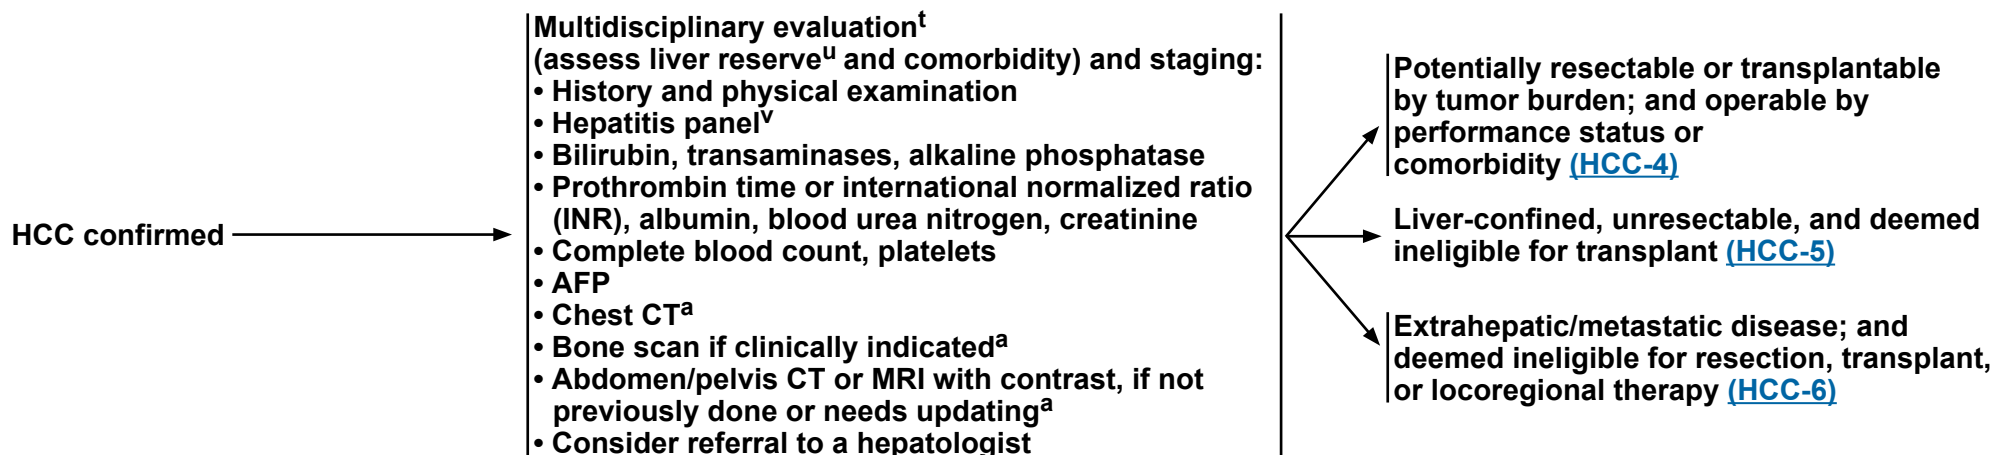 HCC confirmed
Multidisciplinary evaluationᵗ
(assess liver reserveᵘ and comorbidity) and staging:
• History and physical examination
• Hepatitis panelᵛ
• Bilirubin, transaminases, alkaline phosphatase
• Prothrombin time or international normalized ratio
(INR), albumin, blood urea nitrogen, creatinine
• Complete blood count, platelets
• AFP
• Chest CTᵃ
• Bone scan if clinically indicatedᵃ
• Abdomen/pelvis CT or MRI with contrast, if not
previously done or needs updatingᵃ
• Consider referral to a hepatologist
Potentially resectable or transplantable
by tumor burden; and operable by
performance status or
comorbidity (HCC-4)
Liver-confined, unresectable, and deemed
ineligible for transplant (HCC-5)
Extrahepatic/metastatic disease; and
deemed ineligible for resection, transplant,
or locoregional therapy (HCC-6)